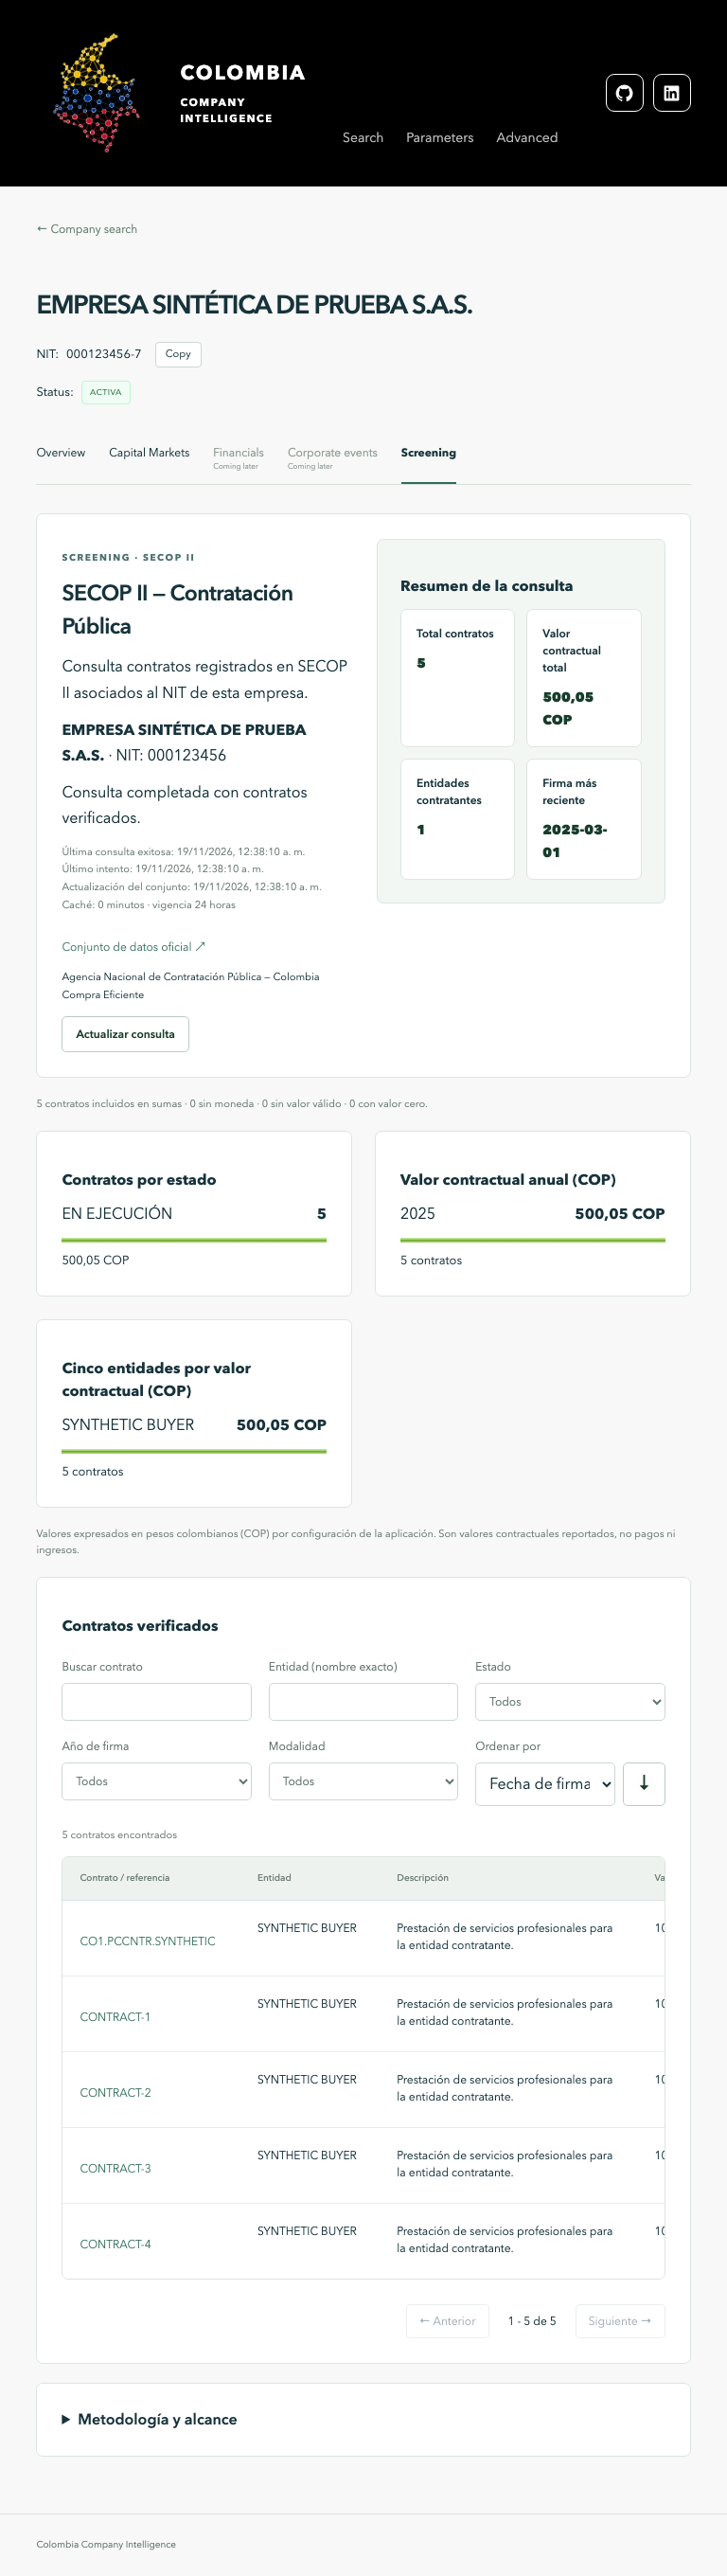 COLOMBIA
COMPANY
INTELLIGENCE
Search Parameters Advanced
← Company search
EMPRESA SINTÉTICA DE PRUEBA S.A.S.
NIT: 000123456-7 Copy
Status: ACTIVA
Overview Capital Markets Financials Corporate events Screening
Coming later Coming later
SCREENING · SECOP II
SECOP II — Contratación
Pública
Consulta contratos registrados en SECOP
II asociados al NIT de esta empresa.
EMPRESA SINTÉTICA DE PRUEBA
S.A.S. · NIT: 000123456
Consulta completada con contratos
verificados.
Última consulta exitosa: 19/11/2026, 12:38:10 a. m.
Último intento: 19/11/2026, 12:38:10 a. m.
Actualización del conjunto: 19/11/2026, 12:38:10 a. m.
Caché: 0 minutos · vigencia 24 horas
Conjunto de datos oficial ↗
Agencia Nacional de Contratación Pública — Colombia
Compra Eficiente
Actualizar consulta
Resumen de la consulta
Total contratos
5
Valor
contractual
total
500,05
COP
Entidades
contratantes
1
Firma más
reciente
2025-03-
01
5 contratos incluidos en sumas · 0 sin moneda · 0 sin valor válido · 0 con valor cero.
Contratos por estado
EN EJECUCIÓN 5
500,05 COP
Valor contractual anual (COP)
2025 500,05 COP
5 contratos
Cinco entidades por valor
contractual (COP)
SYNTHETIC BUYER 500,05 COP
5 contratos
Valores expresados en pesos colombianos (COP) por configuración de la aplicación. Son valores contractuales reportados, no pagos ni
ingresos.
Contratos verificados
Buscar contrato Entidad (nombre exacto) Estado
Todos
Año de firma Modalidad Ordenar por
Todos Todos Fecha de firma ↓
5 contratos encontrados
Contrato / referencia Entidad Descripción Va
CO1.PCCNTR.SYNTHETIC SYNTHETIC BUYER Prestación de servicios profesionales para 10
la entidad contratante.
CONTRACT-1 SYNTHETIC BUYER Prestación de servicios profesionales para 10
la entidad contratante.
CONTRACT-2 SYNTHETIC BUYER Prestación de servicios profesionales para 10
la entidad contratante.
CONTRACT-3 SYNTHETIC BUYER Prestación de servicios profesionales para 10
la entidad contratante.
CONTRACT-4 SYNTHETIC BUYER Prestación de servicios profesionales para 10
la entidad contratante.
← Anterior 1 - 5 de 5 Siguiente →
▶ Metodología y alcance
Colombia Company Intelligence